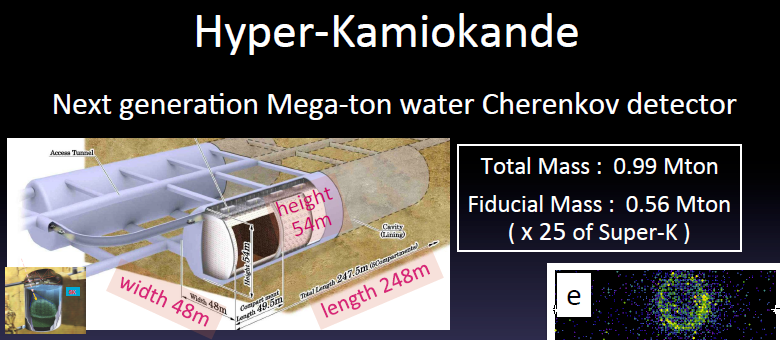 Hyper-Kamiokande
Next generation Mega-ton water Cherenkov detector
Access Tunnel
height
54m
Cavity
(Lining)
Height 54m
width 48m
Width 48m
Compartment
Length 49.5m
Total Length 247.5m (5Compartments)
length 248m
Total Mass : 0.99 Mton
Fiducial Mass : 0.56 Mton
( x 25 of Super-K )
e